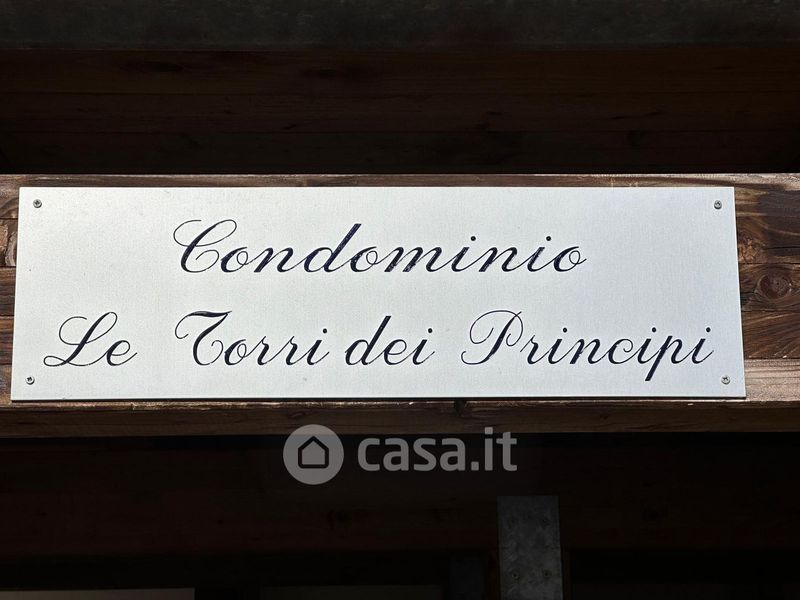 Condominio
Le Torri dei Principi
casa.it